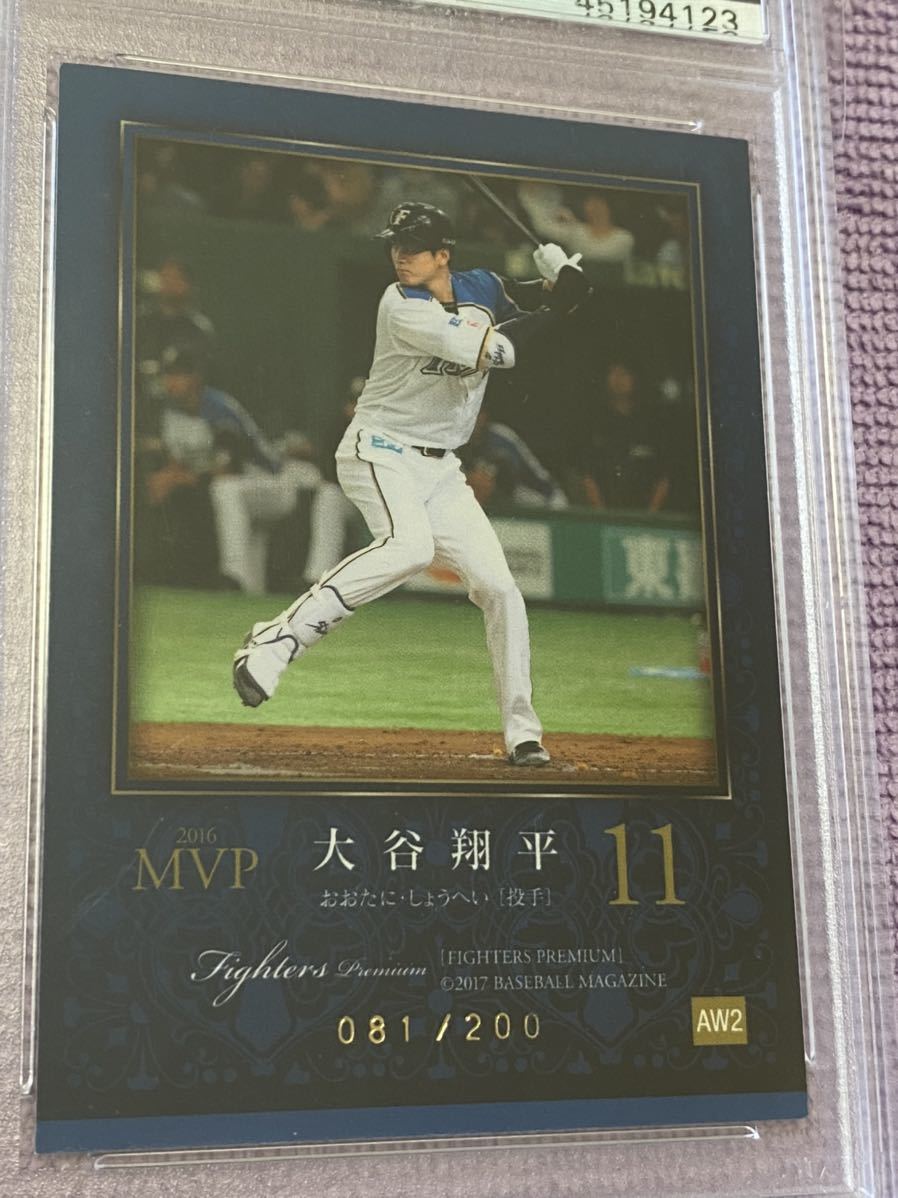 45194123
F
東
2016
MVP
大谷翔平
おおたに・しょうへい［投手］
11
Fighters Premium
［FIGHTERS PREMIUM］
©2017 BASEBALL MAGAZINE
081/200
AW2